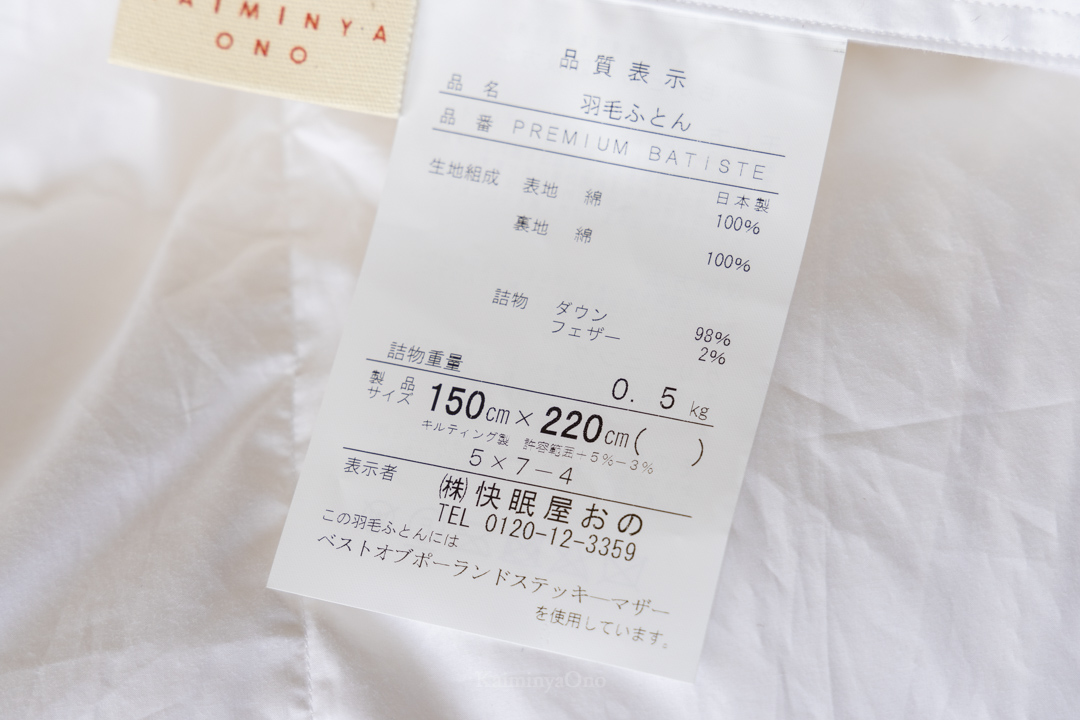 AIMINYA
ONO
品質表示
品名 羽毛ふとん
品番 PREMIUM BATISTE
日本製
生地組成 表地 綿 100%
裏地 綿 100%
詰物 ダウン 98%
フェザー 2%
詰物重量 0.5kg
製品サイズ 150cm×220cm( )
キルティング製 許容範囲+5%-3%
5×7-4
表示者 ㈱快眠屋おの
TEL 0120-12-3359
この羽毛ふとんには
ベストオブポーランドステッキーマザー
を使用しています。
KaiminyaOno